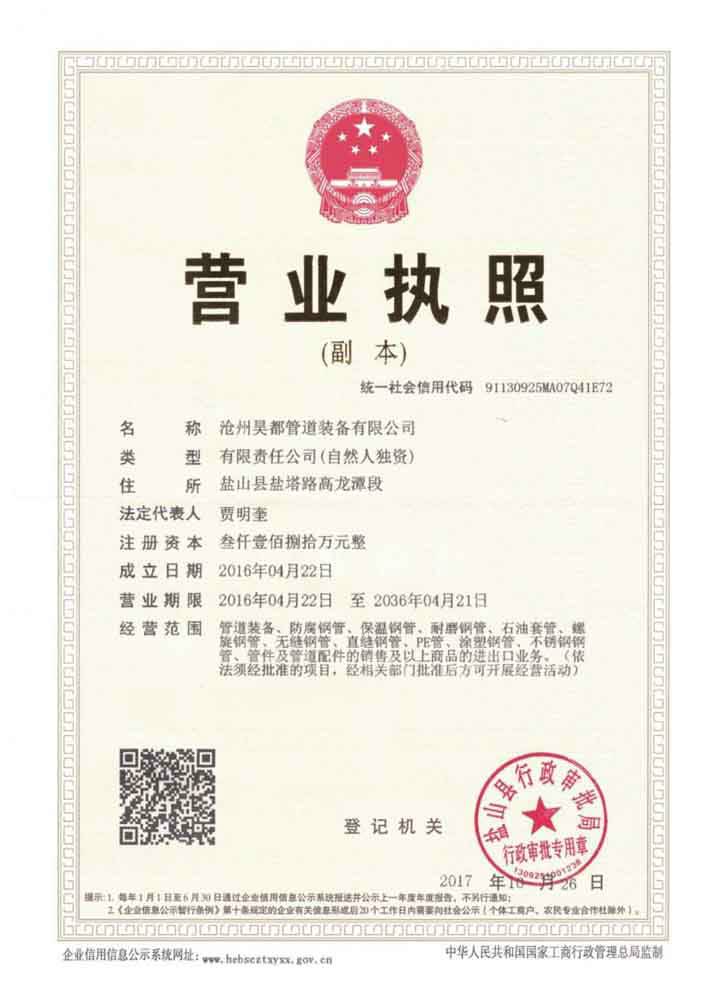 营业执照
(副 本)
统一社会信用代码 91130925MA07Q41E72
名称 沧州昊都管道装备有限公司
类型 有限责任公司(自然人独资)
住所 盐山县盐塔路高龙潭段
法定代表人 贾明奎
注册资本 叁仟壹佰捌拾万元整
成立日期 2016年04月22日
营业期限 2016年04月22日 至 2036年04月21日
经营范围 管道装备、防腐钢管、保温钢管、耐磨钢管、石油套管、螺
旋钢管、无缝钢管、直缝钢管、PE管、涂塑钢管、不锈钢钢
管、管件及管道配件的销售及以上商品的进出口业务。（依
法须经批准的项目，经相关部门批准后方可开展经营活动）
盐山县行政审批局
行政审批专用章
登记机关
2017 年10月26日
提示:1. 每年1月1日至6月30日通过企业信用信息公示系统报送并公示上一年度年度报告，不另行通知；
2.《企业信息公示暂行条例》第十条规定的企业有关信息形成后20个工作日内需要向社会公示（个体工商户、农民专业合作社除外）。
企业信用信息公示系统网址: www.hebscztxyxx.gov.cn
中华人民共和国国家工商行政管理总局监制